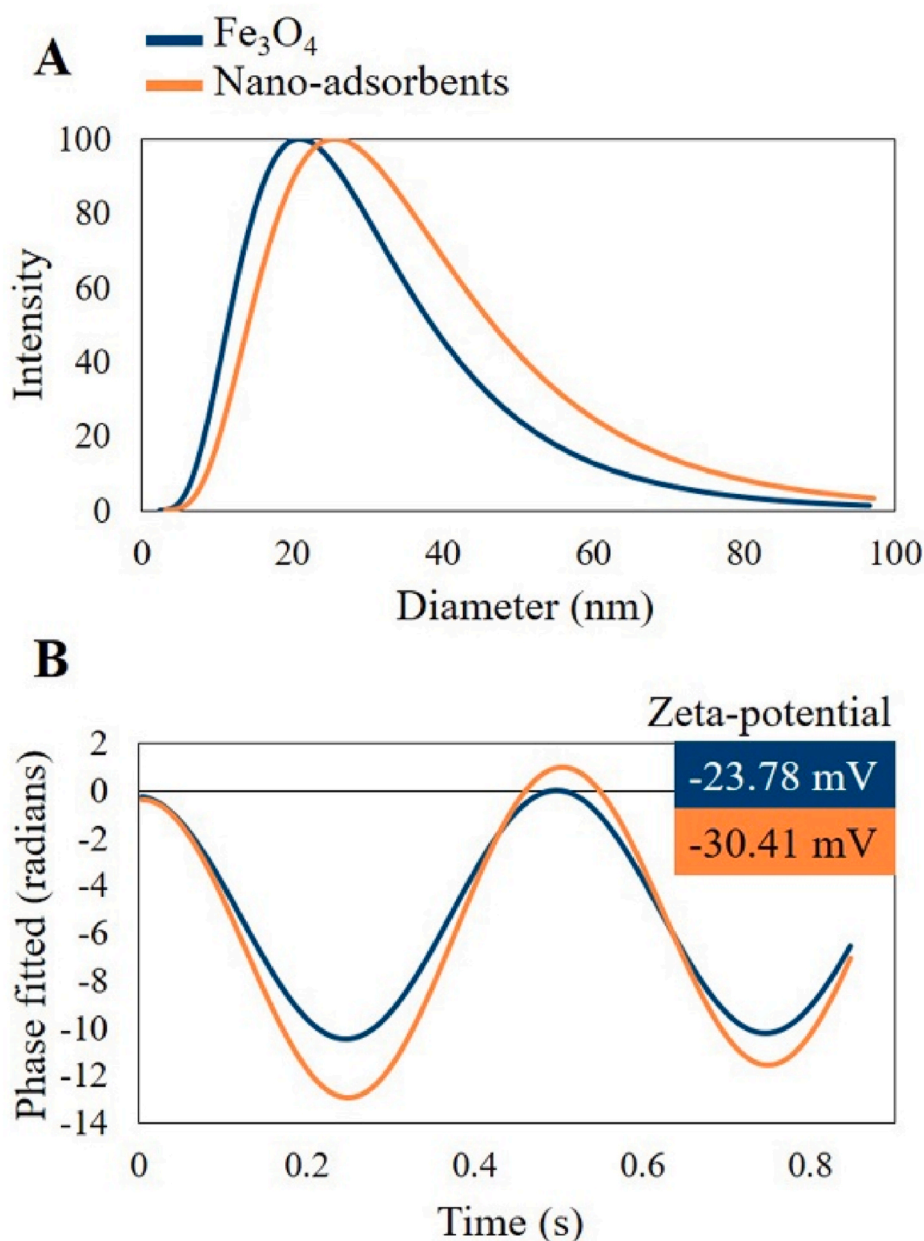 A
Fe₃O₄
Nano-adsorbents
100
80
60
40
20
0
Intensity
0 20 40 60 80 100
Diameter (nm)
B
Zeta-potential
-23.78 mV
-30.41 mV
2
0
-2
-4
-6
-8
-10
-12
-14
Phase fitted (radians)
0 0.2 0.4 0.6 0.8
Time (s)